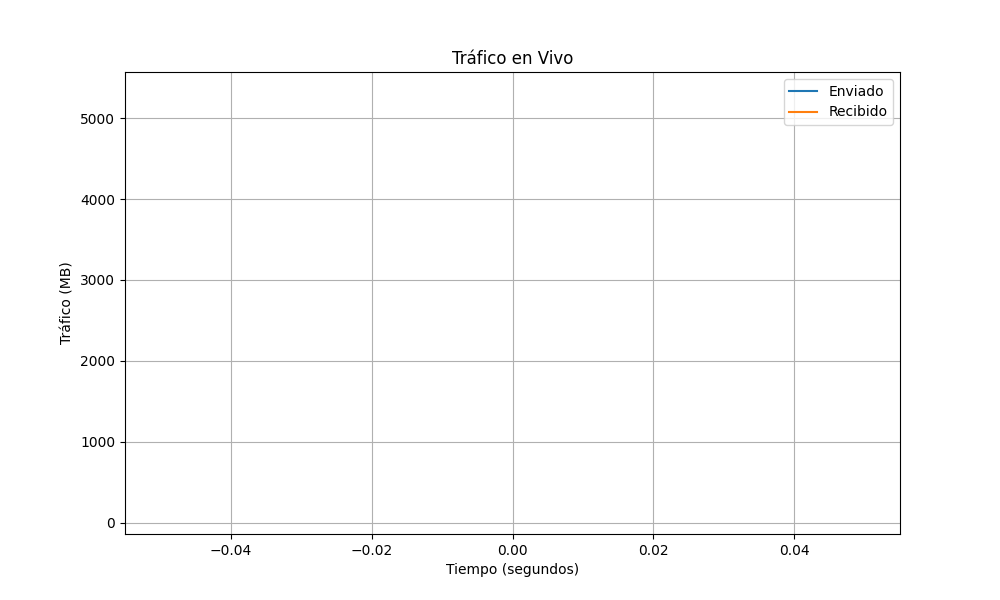 Tráfico en Vivo
Enviado
Recibido
5000
4000
3000
2000
1000
0
Tráfico (MB)
−0.04
−0.02
0.00
0.02
0.04
Tiempo (segundos)